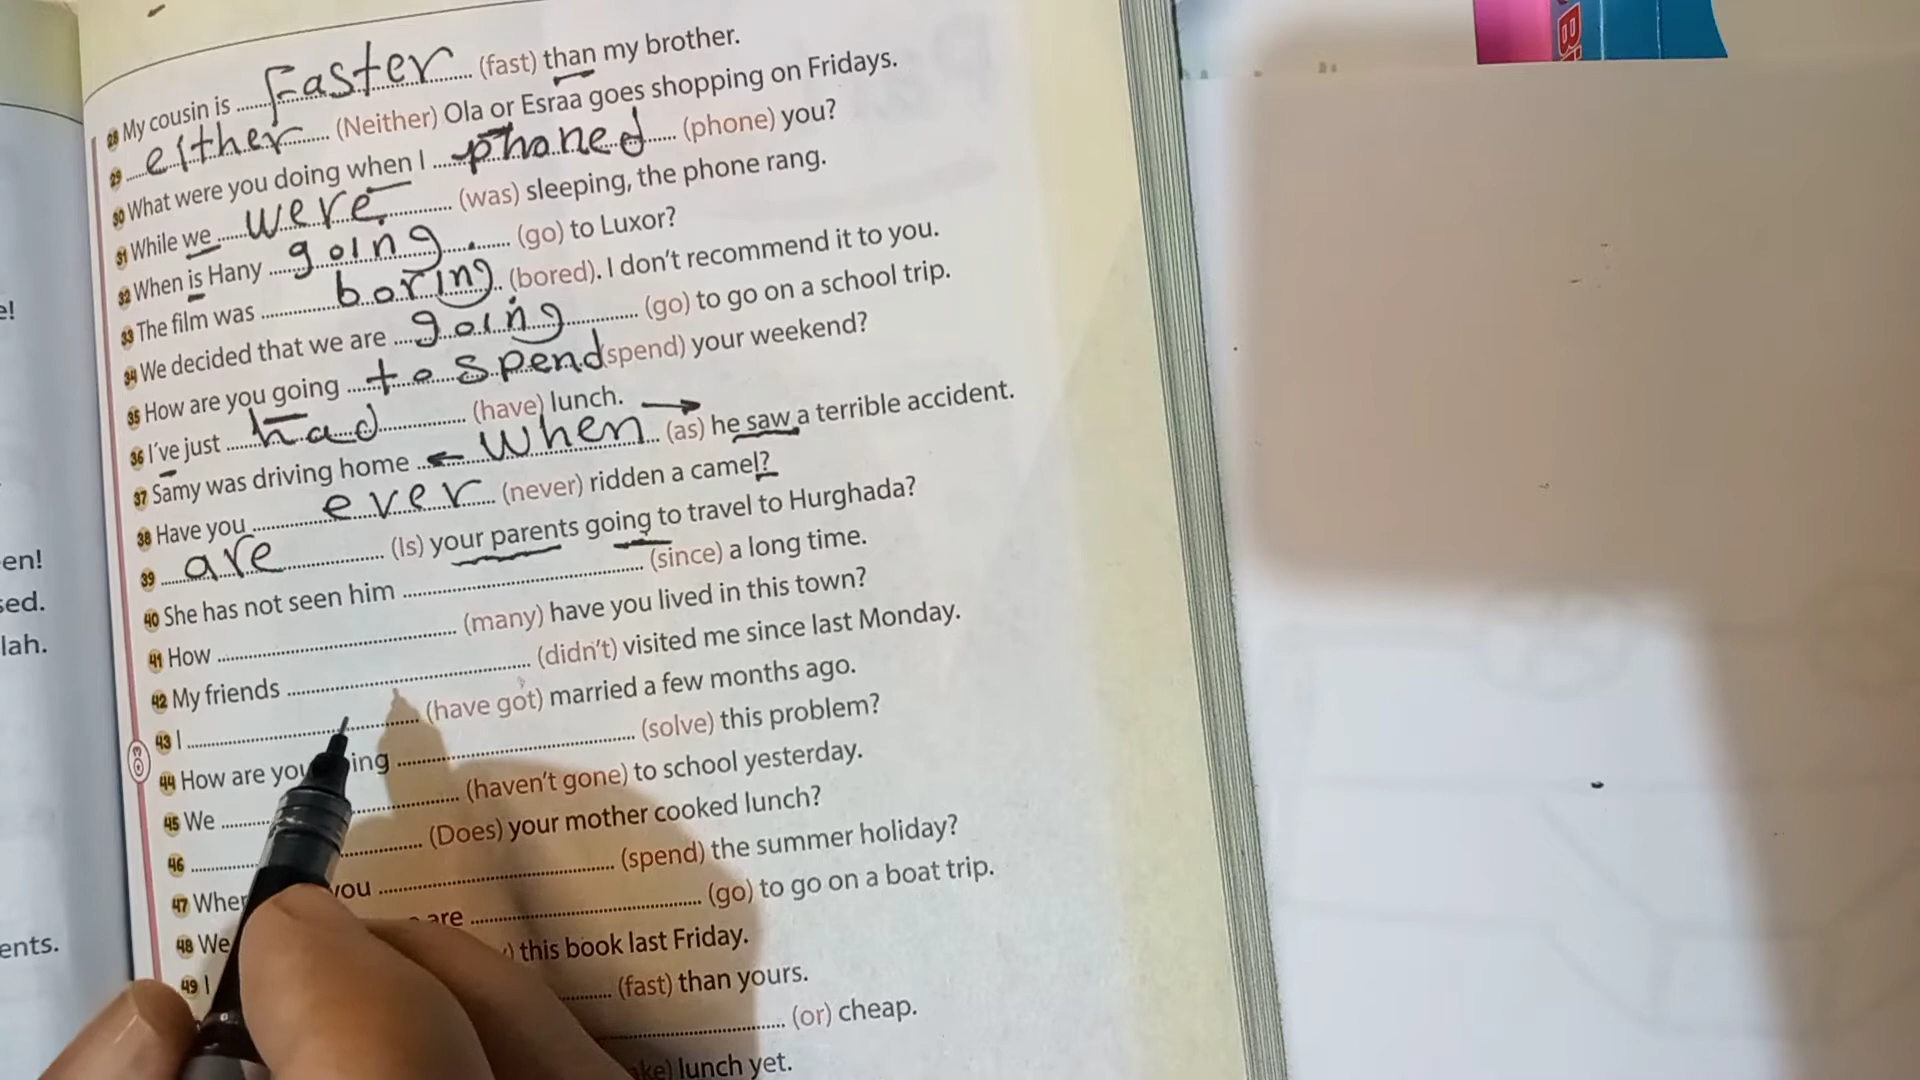 28 My cousin is Faster (fast) than my brother.
29 either (Neither) Ola or Esraa goes shopping on Fridays.
30 What were you doing when I phoned (phone) you?
31 While we were (was) sleeping, the phone rang.
32 When is Hany going (go) to Luxor?
33 The film was boring (bored). I don't recommend it to you.
34 We decided that we are going (go) to go on a school trip.
35 How are you going to spend (spend) your weekend?
36 I've just had (have) lunch.
37 Samy was driving home when (as) he saw a terrible accident.
38 Have you ever (never) ridden a camel?
39 are (Is) your parents going to travel to Hurghada?
40 She has not seen him (since) a long time.
41 How (many) have you lived in this town?
42 My friends (didn't) visited me since last Monday.
43 I (have got) married a few months ago.
44 How are you (solve) this problem?
45 We (haven't gone) to school yesterday.
46 (Does) your mother cooked lunch?
47 you (spend) the summer holiday?
48 We are (go) to go on a boat trip.
49 I this book last Friday.
(fast) than yours.
(or) cheap.
lunch yet.
e!
en!
sed.
lah.
ents.